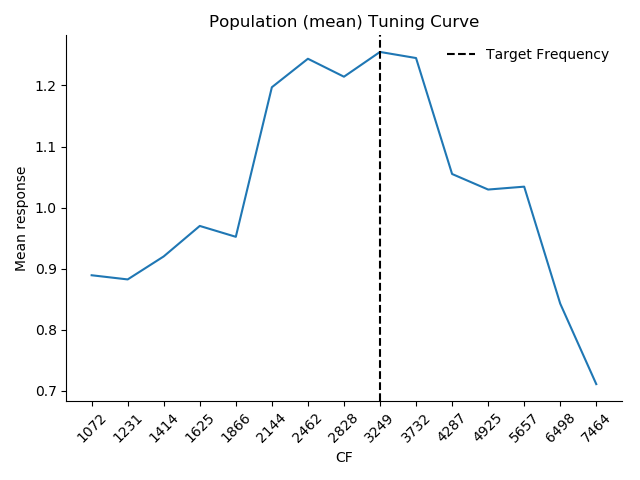 Population (mean) Tuning Curve
Target Frequency
Mean response
1.2
1.1
1.0
0.9
0.8
0.7
1072 1231 1414 1625 1866 2144 2462 2828 3249 3732 4287 4925 5657 6498 7464
CF